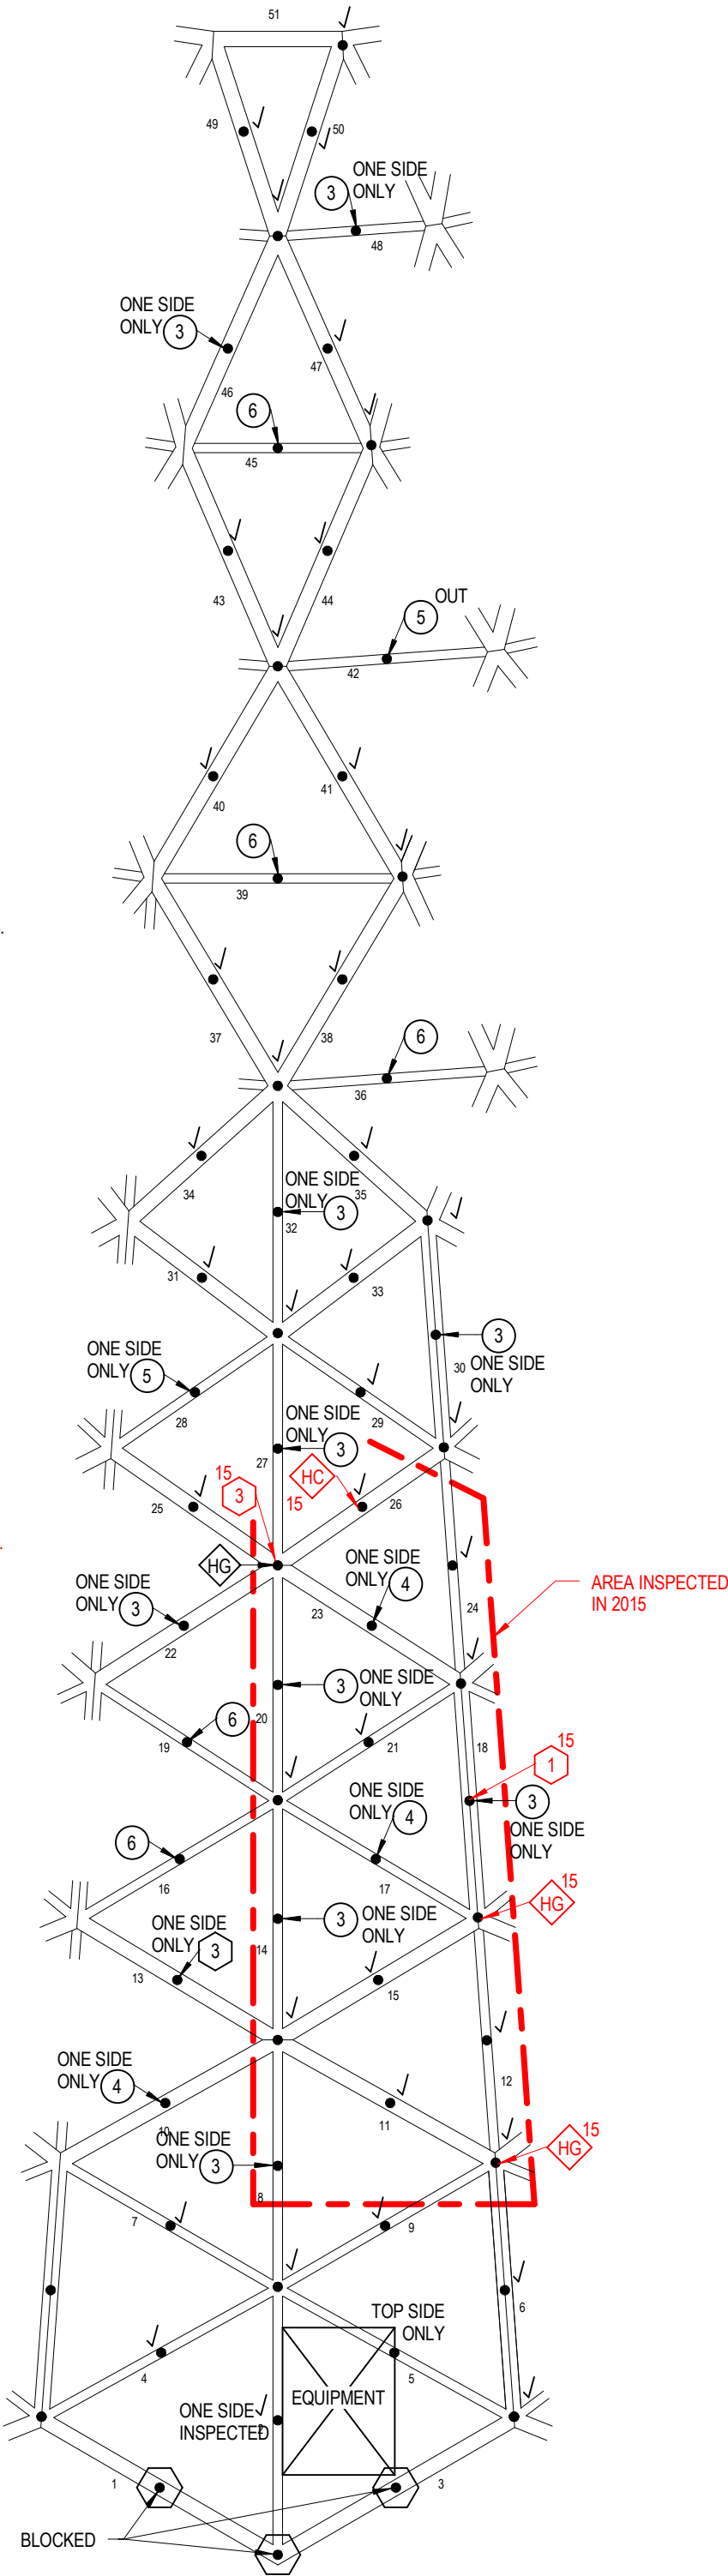 51
49
50
ONE SIDE
ONLY
3
48
ONE SIDE
ONLY 3
47
46
6
45
43
44
OUT
5
42
40
41
6
39
.
37
38
6
36
34
35
ONE SIDE
ONLY 3
32
31
33
ONE SIDE
ONLY 5
3
30 ONE SIDE
ONLY
28
29
ONE SIDE
ONLY 3
27
15
3
HC
15
25
26
HG
ONE SIDE
ONLY 4
ONE SIDE
ONLY 3
AREA INSPECTED
IN 2015
24
23
22
3 ONE SIDE
ONLY
20
6
19
21
18
15
1
3
ONE SIDE
ONLY
ONE SIDE
ONLY 4
6
16
17
15
HG
3 ONE SIDE
ONLY
ONE SIDE
ONLY 3
14
13
15
ONE SIDE
ONLY 4
12
10
11
ONE SIDE
ONLY 3
15
HG
8
7
9
6
TOP SIDE
ONLY
4
5
EQUIPMENT
ONE SIDE
INSPECTED
2
1
3
BLOCKED